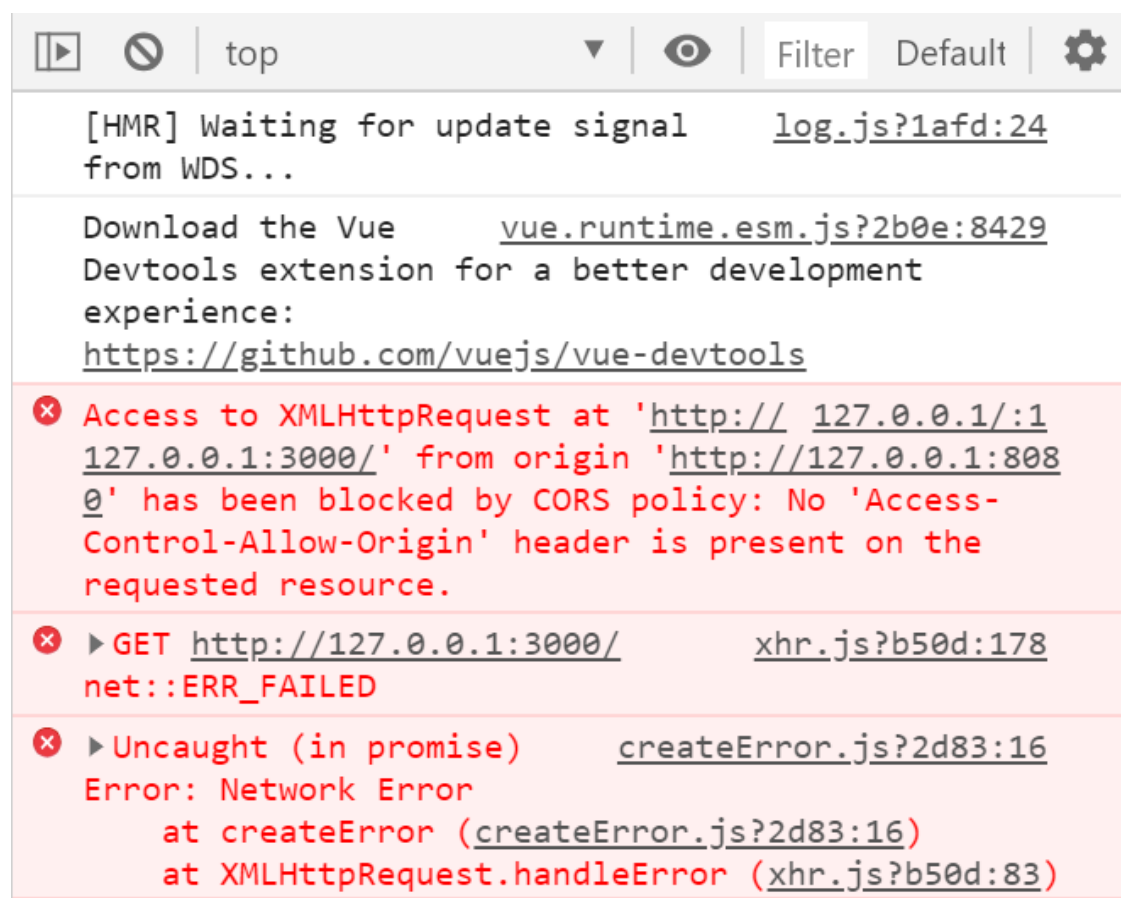 top ▼ Filter Default
[HMR] Waiting for update signal log.js?1afd:24
from WDS...
Download the Vue vue.runtime.esm.js?2b0e:8429
Devtools extension for a better development
experience:
https://github.com/vuejs/vue-devtools
Access to XMLHttpRequest at 'http:// 127.0.0.1/:1
127.0.0.1:3000/' from origin 'http://127.0.0.1:808
0' has been blocked by CORS policy: No 'Access-
Control-Allow-Origin' header is present on the
requested resource.
▶GET http://127.0.0.1:3000/ xhr.js?b50d:178
net::ERR_FAILED
▶Uncaught (in promise) createError.js?2d83:16
Error: Network Error
at createError (createError.js?2d83:16)
at XMLHttpRequest.handleError (xhr.js?b50d:83)